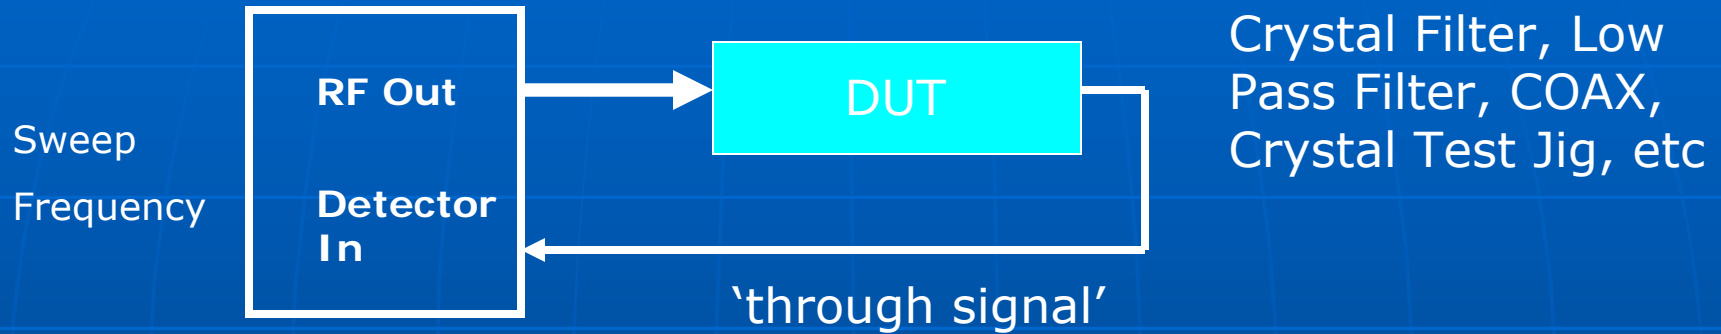 Sweep
Frequency
RF Out
Detector
In
DUT
‘through signal’
Crystal Filter, Low
Pass Filter, COAX,
Crystal Test Jig, etc